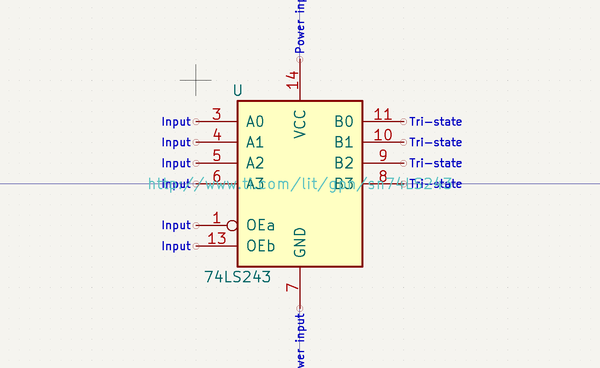 Power in
14
U
VCC
Input 3 A0 B0 11 Tri-state
Input 4 A1 B1 10 Tri-state
Input 5 A2 B2 9 Tri-state
Input 6 A3 B3 8 Tri-state
http://www.ti.com/lit/gpn/sn74LS243
Input 1 OEa
Input 13 OEb
GND
74LS243
7
wer input